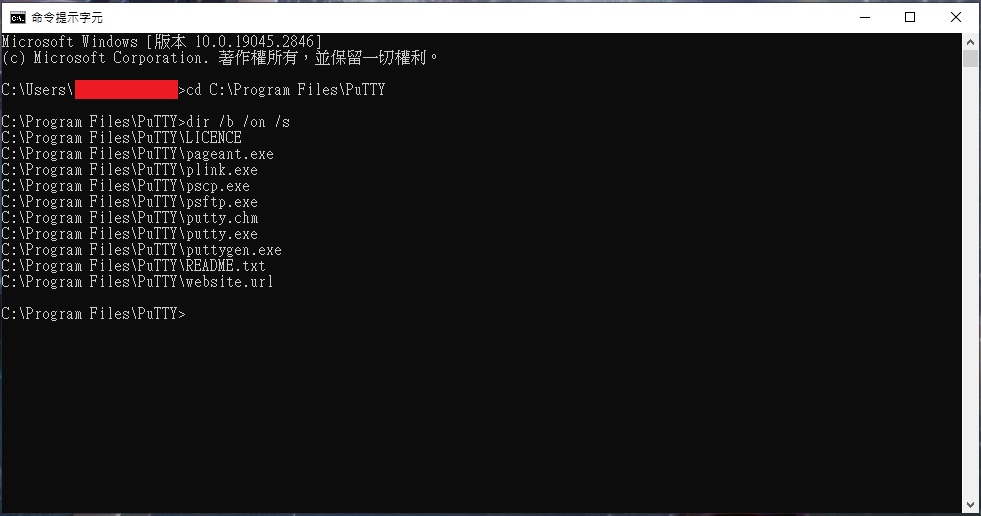 命令提示字元
Microsoft Windows [版本 10.0.19045.2846]
(c) Microsoft Corporation. 著作權所有，並保留一切權利。
C:\Users\>cd C:\Program Files\PuTTY
C:\Program Files\PuTTY>dir /b /on /s
C:\Program Files\PuTTY\LICENCE
C:\Program Files\PuTTY\pageant.exe
C:\Program Files\PuTTY\plink.exe
C:\Program Files\PuTTY\pscp.exe
C:\Program Files\PuTTY\psftp.exe
C:\Program Files\PuTTY\putty.chm
C:\Program Files\PuTTY\putty.exe
C:\Program Files\PuTTY\puttygen.exe
C:\Program Files\PuTTY\README.txt
C:\Program Files\PuTTY\website.url
C:\Program Files\PuTTY>